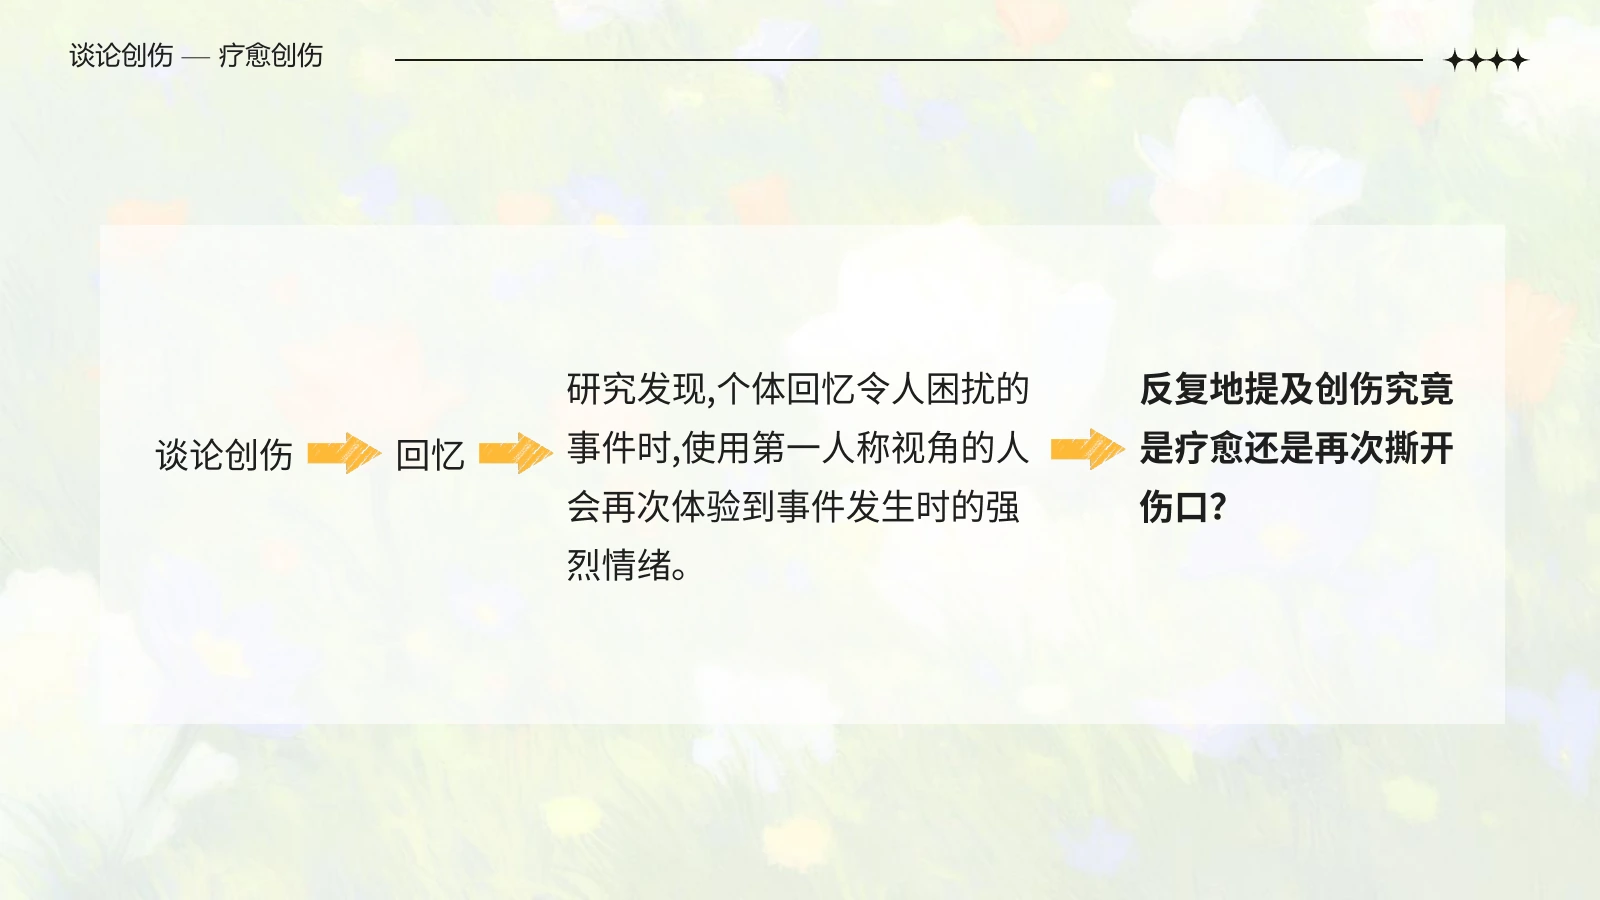 谈论创伤 — 疗愈创伤
谈论创伤
回忆
研究发现,个体回忆令人困扰的
事件时,使用第一人称视角的人
会再次体验到事件发生时的强
烈情绪。
反复地提及创伤究竟
是疗愈还是再次撕开
伤口？